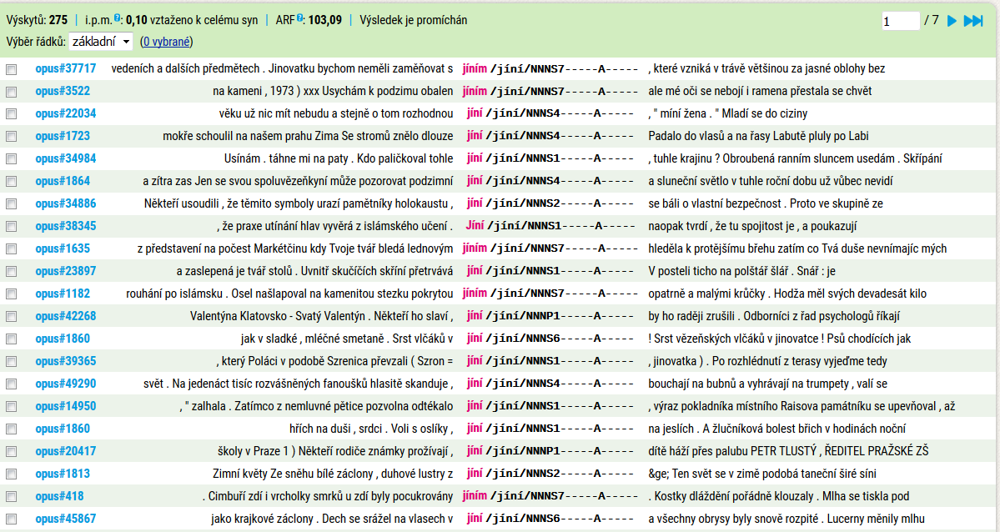 Výskytů: 275 | i.p.m.?: 0,10 vztaženo k celému syn | ARF?: 103,09 | Výsledek je promíchán 1 / 7
Výběr řádků: základní (0 vybrané)
opus#37717 vedeních a dalších předmětech . Jinovatku bychom neměli zaměňovat s jíním /jíní/NNNS7-----A----- , které vzniká v trávě většinou za jasné oblohy bez
opus#3522 na kameni , 1973 ) xxx Usychám k podzimu obalen jíním /jíní/NNNS7-----A----- ale mé oči se nebojí i ramena přestala se chvět
opus#22034 věku už nic mít nebudu a stejně o tom rozhodnou jíní /jíní/NNNS4-----A----- , " míní žena . " Mladí se do ciziny
opus#1723 mokře schoulil na našem prahu Zima Se stromů znělo dlouze jíní /jíní/NNNS4-----A----- Padalo do vlasů a na řasy Labutě pluly po Labi
opus#34984 Usínám . táhne mi na paty . Kdo paličkoval tohle jíní /jíní/NNNS1-----A----- , tuhle krajinu ? Obroubená ranním sluncem usedám . Skřípání
opus#1864 a zítra zas Jen se svou spoluvězeňkyní může pozorovat podzimní jíní /jíní/NNNS4-----A----- a sluneční světlo v tuhle roční dobu už vůbec nevidí
opus#34886 Někteří usoudili , že těmito symboly urazí pamětníky holokaustu , jíní /jíní/NNNS2-----A----- se báli o vlastní bezpečnost . Proto ve skupině ze
opus#38345 , že praxe utínání hlav vyvěrá z islámského učení . Jíní /jíní/NNNS1-----A----- naopak tvrdí , že tu spojitost je , a poukazují
opus#1635 z představení na počest Markétčinu kdy Tvoje tvář bledá lednovým jíním /jíní/NNNS7-----A----- hleděla k protějšímu břehu zatím co Tvá duše nevnímajíc mých
opus#23897 a zaslepená je tvář stolů . Uvnitř skučíčích skříní přetrvává jíní /jíní/NNNS1-----A----- V posteli ticho na polštář šlář . Snář : je
opus#1182 rouhání po islámsku . Osel našlapoval na kamenitou stezku pokrytou jíním /jíní/NNNS7-----A----- opatrně a malými krůčky . Hodža měl svých devadesát kilo
opus#42268 Valentýna Klatovsko - Svatý Valentýn . Někteří ho slaví , jíní /jíní/NNNP1-----A----- by ho raději zrušili . Odborníci z řad psychologů říkají
opus#1860 jak v sladké , mléčné smetaně . Srst vlčáků v jíní /jíní/NNNS6-----A----- ! Srst vězeňských vlčáků v jinovatce ! Psů chodících jak
opus#39365 , který Poláci v podobě Szrenica převzali ( Szron = jíní /jíní/NNNS1-----A----- , jinovatka ) . Po rozhlédnutí z terasy vyjeďme tedy
opus#49290 svět . Na jedenáct tisíc rozvášněných fanoušků hlasitě skanduje , jíní /jíní/NNNS4-----A----- bouchají na bubnů a vyhrávají na trumpety , valí se
opus#14950 , " zalhala . Zatímco z nemluvné pětice pozvolna odtékalo jíní /jíní/NNNS1-----A----- , výraz pokladníka místního Raisova památníku se upevňoval , až
opus#1860 hřích na duši , srdci . Voli s oslíky , jíní /jíní/NNNS1-----A----- na jeslích . A žlučníková bolest břich v hodinách noční
opus#20417 školy v Praze 1 ) Někteří rodiče známky prožívají , jíní /jíní/NNNP1-----A----- dítě háží přes palubu PETR TLUSTÝ , ŘEDITEL PRAŽSKÉ ZŠ
opus#1813 Zimní květy Ze sněhu bílé záclony , duhové lustry z jíní /jíní/NNNS2-----A----- &ge; Ten svět se v zimě podobá taneční širé síni
opus#418 . Cimbuří zdí i vrcholky smrků u zdí byly pocukrovány jíním /jíní/NNNS7-----A----- . Kostky dláždění pořádně klouzaly . Mlha se tiskla pod
opus#45867 jako krajkové záclony . Dech se srážel na vlasech v jíní /jíní/NNNS6-----A----- a všechny obrysy byly snově rozpité . Lucerny měnily mlhu